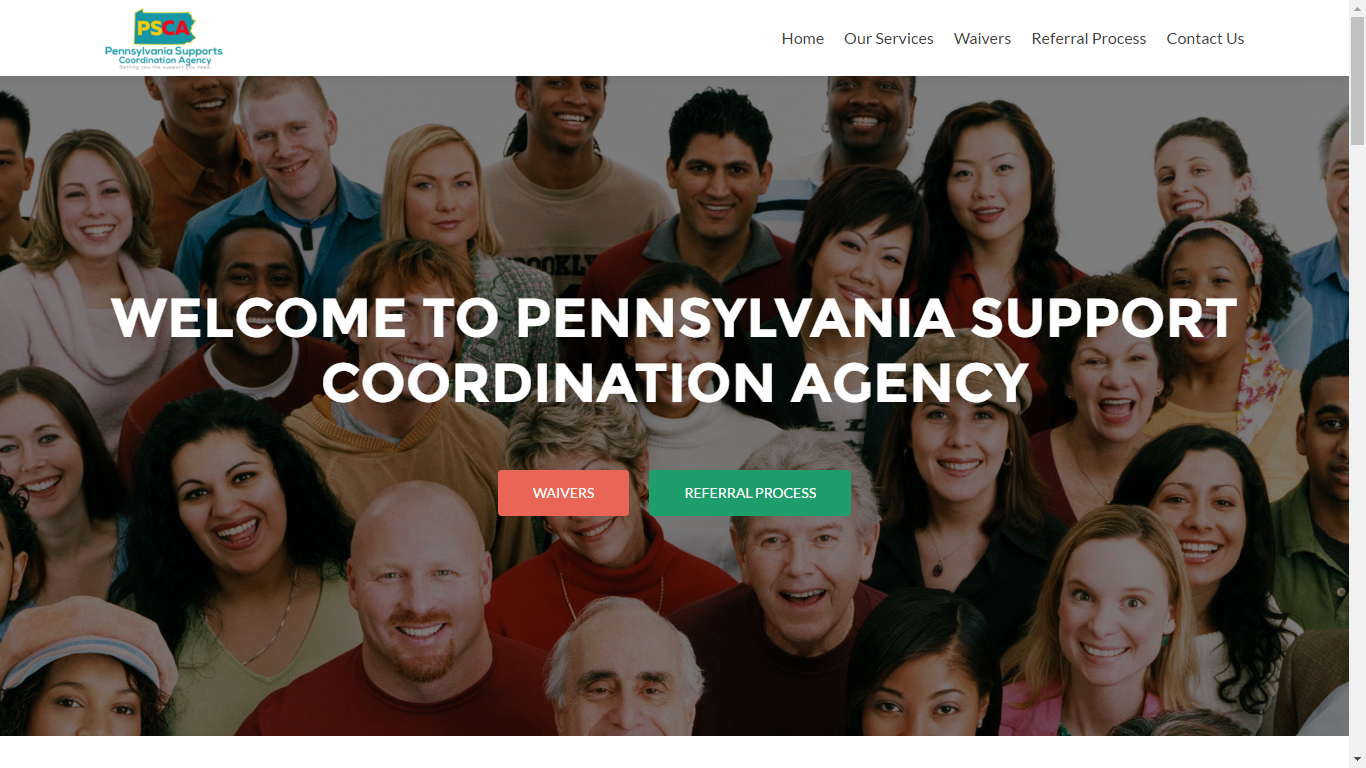 PSCA
Pennsylvania Supports
Coordination Agency
Getting you the support you need
Home Our Services Waivers Referral Process Contact Us
BROOKLY
WELCOME TO PENNSYLVANIA SUPPORT
COORDINATION AGENCY
WAIVERS REFERRAL PROCESS